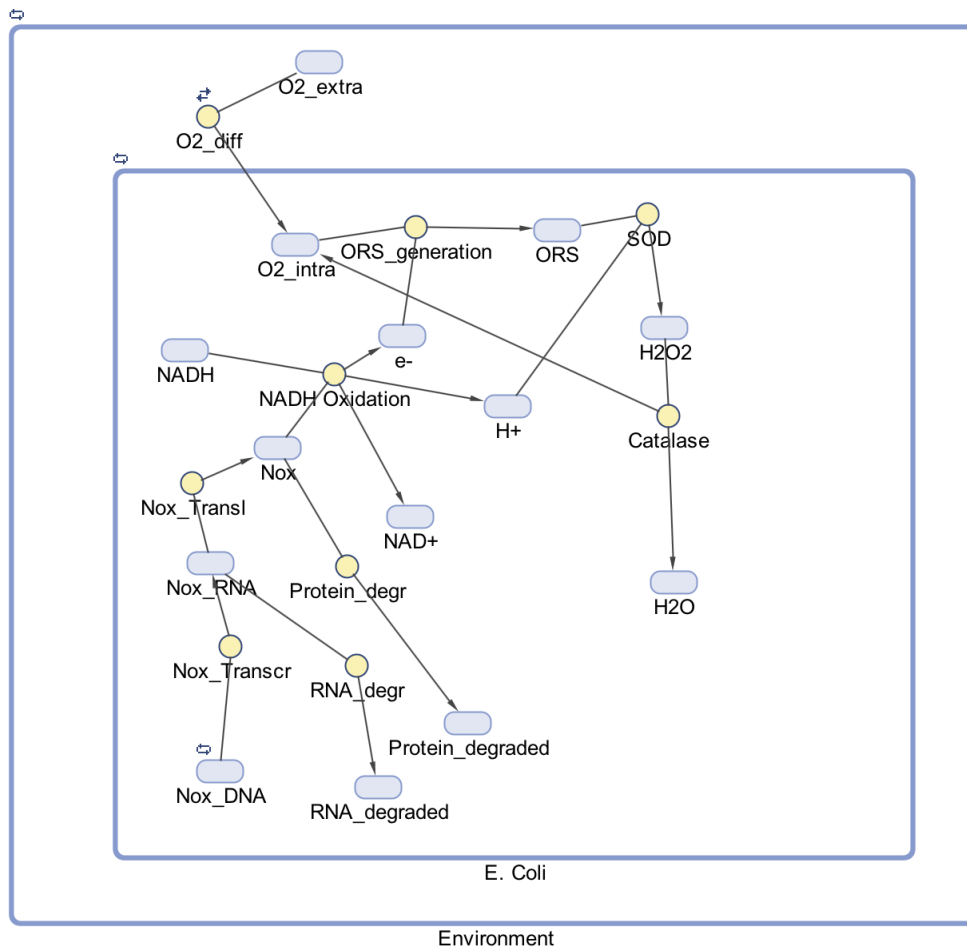 O2_extra
O2_diff
O2_intra
ORS_generation
ORS
SOD
H2O2
NADH
e-
NADH Oxidation
H+
Catalase
Nox
Nox_Transl
NAD+
Nox_RNA
Protein_degr
H2O
Nox_Transcr
RNA_degr
Protein_degraded
Nox_DNA
RNA_degraded
E. Coli
Environment